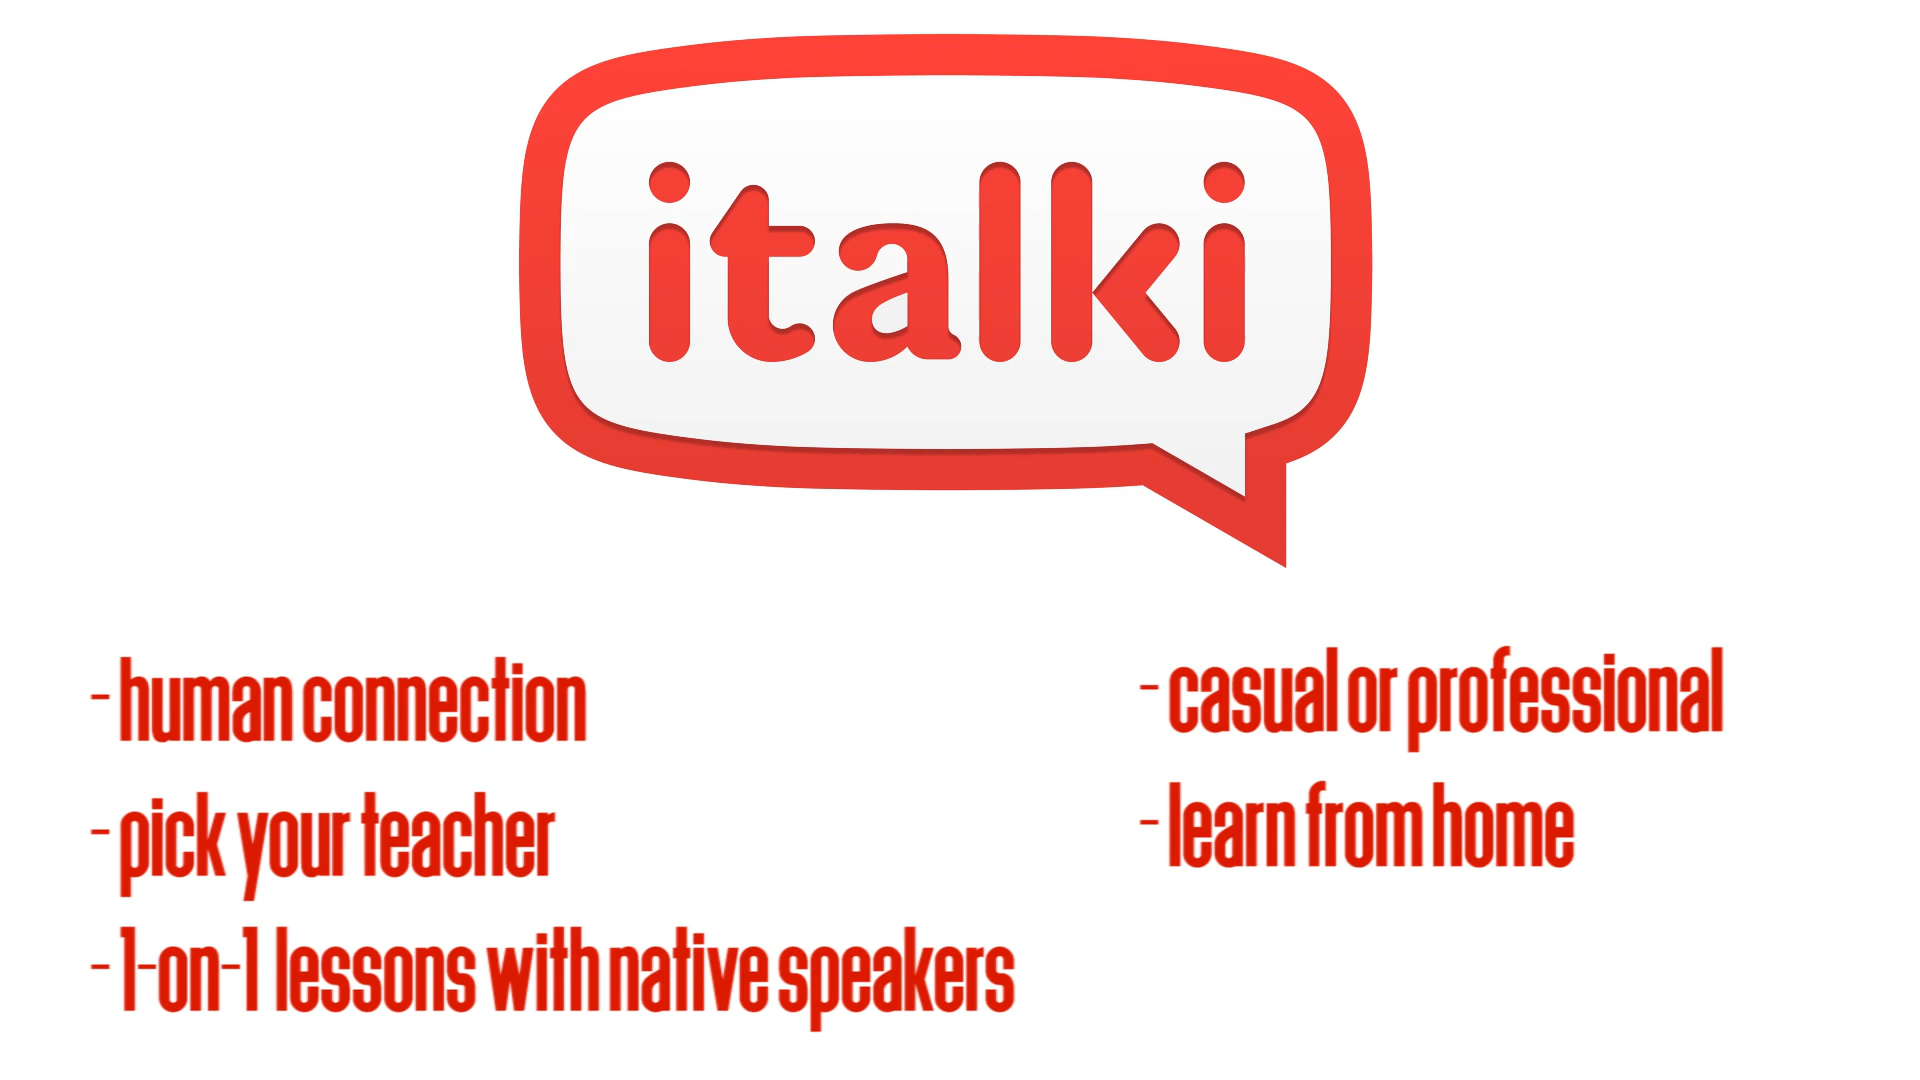 italki
- human connection
- pick your teacher
- 1-on-1 lessons with native speakers
- casual or professional
- learn from home